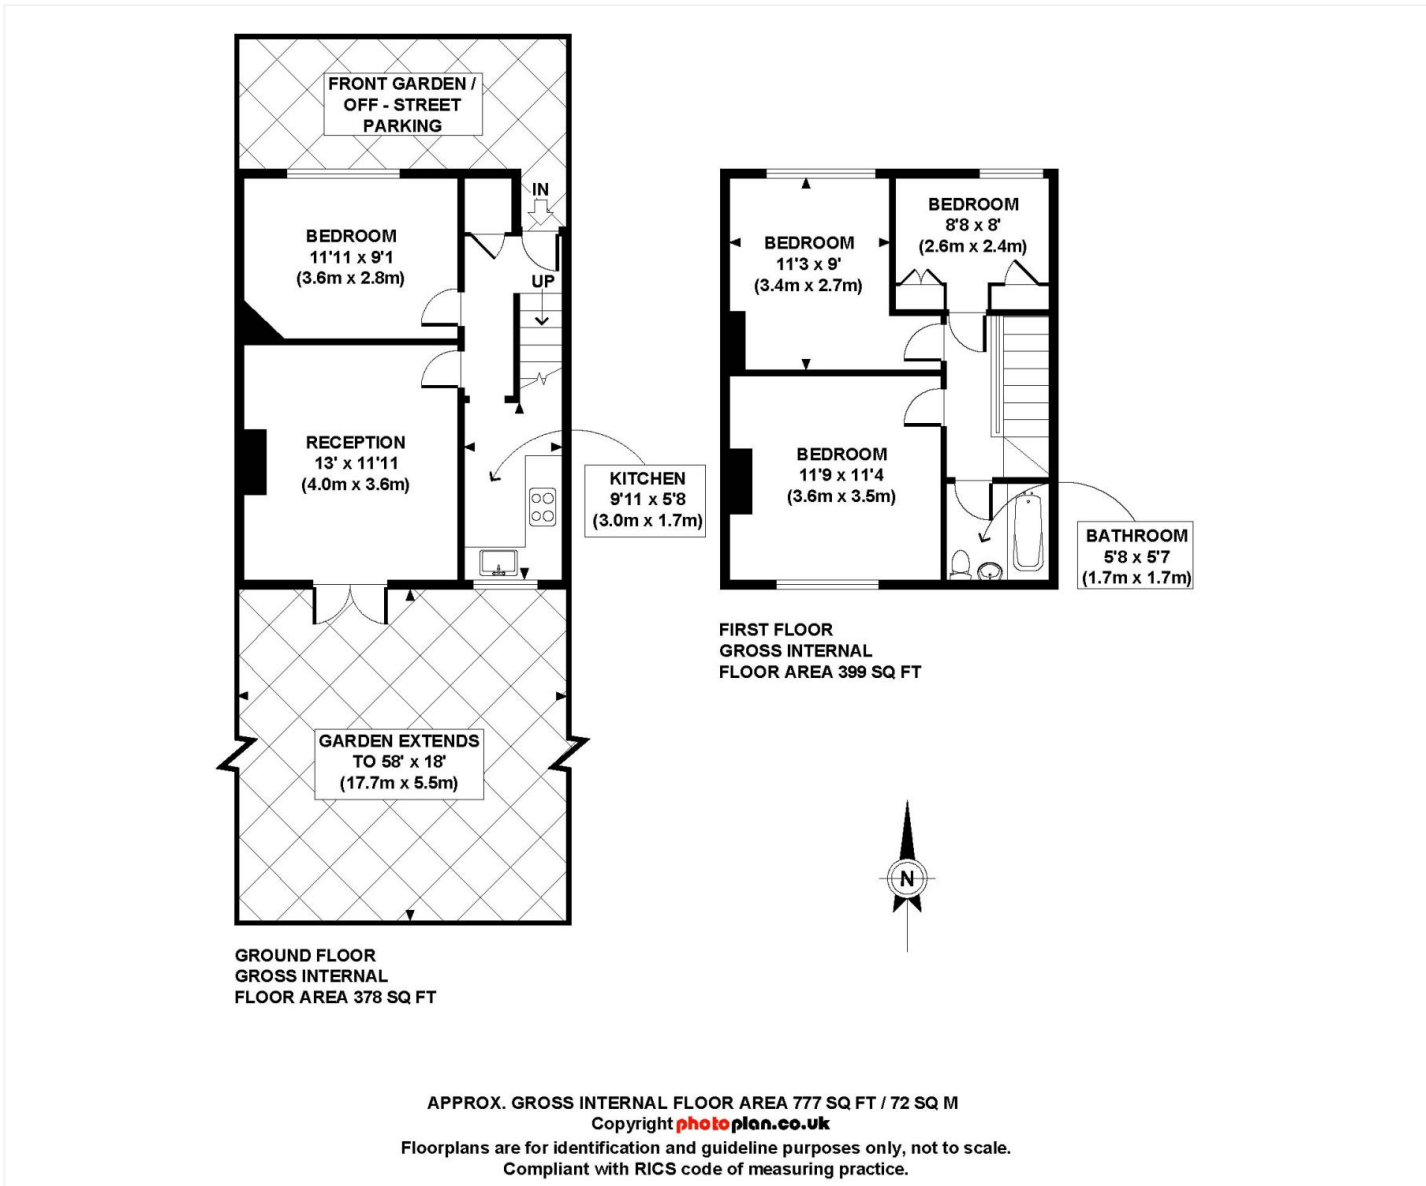 FRONT GARDEN /
OFF - STREET
PARKING
IN
BEDROOM
11'11 x 9'1
(3.6m x 2.8m)
UP
RECEPTION
13' x 11'11
(4.0m x 3.6m)
KITCHEN
9'11 x 5'8
(3.0m x 1.7m)
GARDEN EXTENDS
TO 58' x 18'
(17.7m x 5.5m)
GROUND FLOOR
GROSS INTERNAL
FLOOR AREA 378 SQ FT
BEDROOM
11'3 x 9'
(3.4m x 2.7m)
BEDROOM
8'8 x 8'
(2.6m x 2.4m)
BEDROOM
11'9 x 11'4
(3.6m x 3.5m)
BATHROOM
5'8 x 5'7
(1.7m x 1.7m)
FIRST FLOOR
GROSS INTERNAL
FLOOR AREA 399 SQ FT
N
APPROX. GROSS INTERNAL FLOOR AREA 777 SQ FT / 72 SQ M
Copyright photoplan.co.uk
Floorplans are for identification and guideline purposes only, not to scale.
Compliant with RICS code of measuring practice.